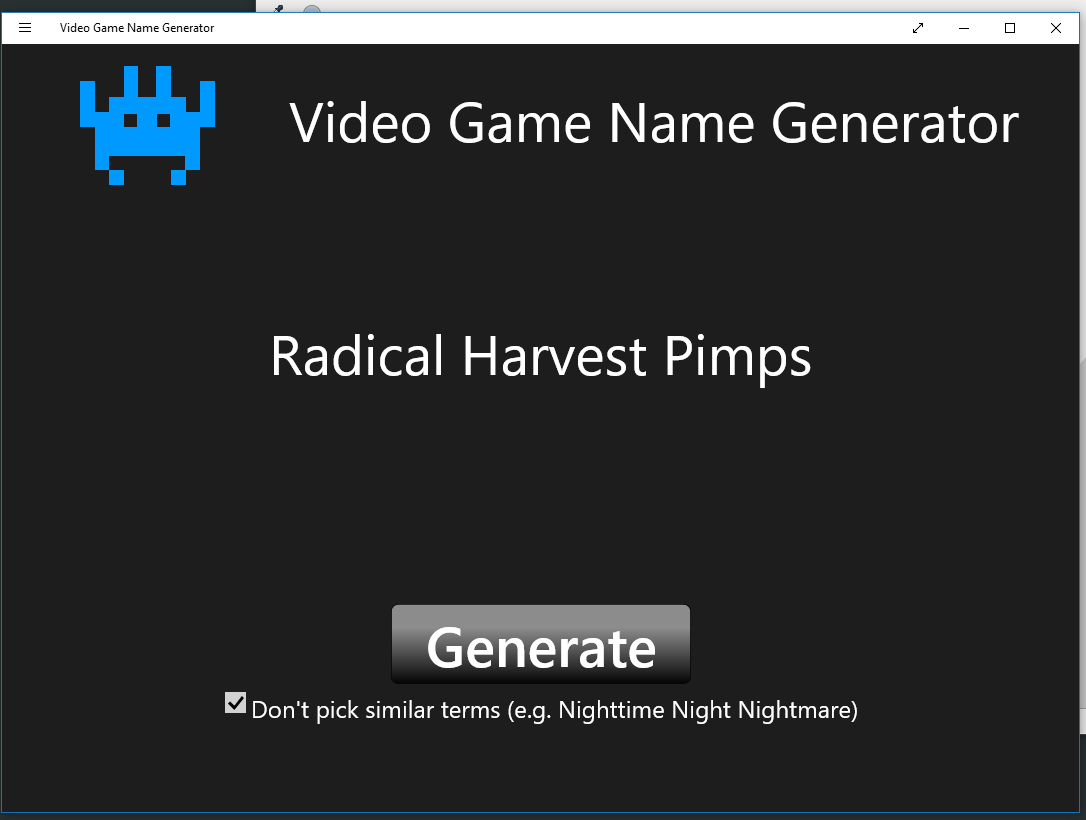 Video Game Name Generator
Video Game Name Generator
Radical Harvest Pimps
Generate
Don't pick similar terms (e.g. Nighttime Night Nightmare)